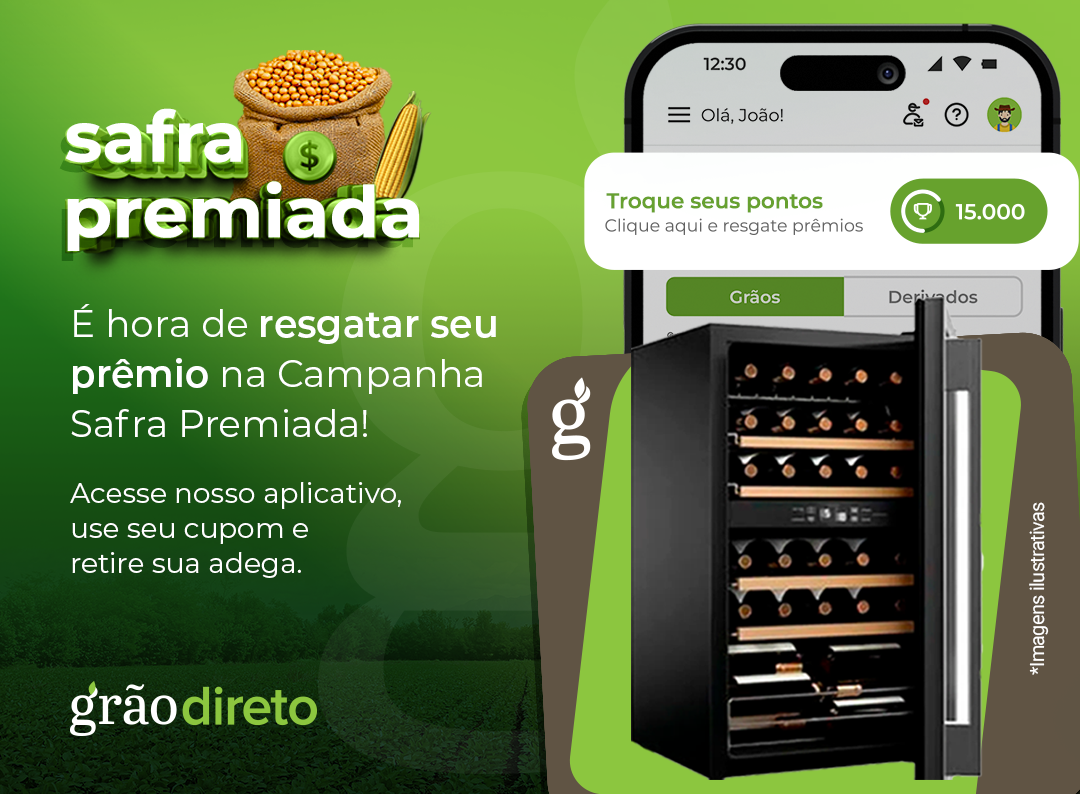 safra
premiada
$
É hora de resgatar seu
prêmio na Campanha
Safra Premiada!
Acesse nosso aplicativo,
use seu cupom e
retire sua adega.
grãodireto
12:30
Olá, João!
?
Troque seus pontos
Clique aqui e resgate prêmios
15.000
Grãos
Derivados
g
*Imagens ilustrativas